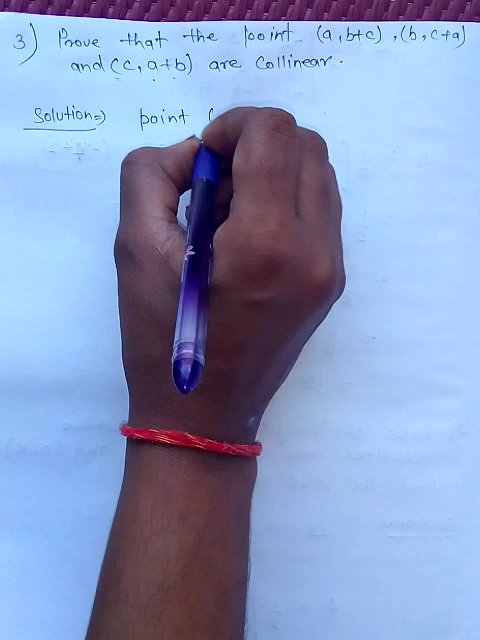 3) Prove that the point (a, b+c), (b, c+a)
and (c, a+b) are Collinear.
Solution⇒ point (